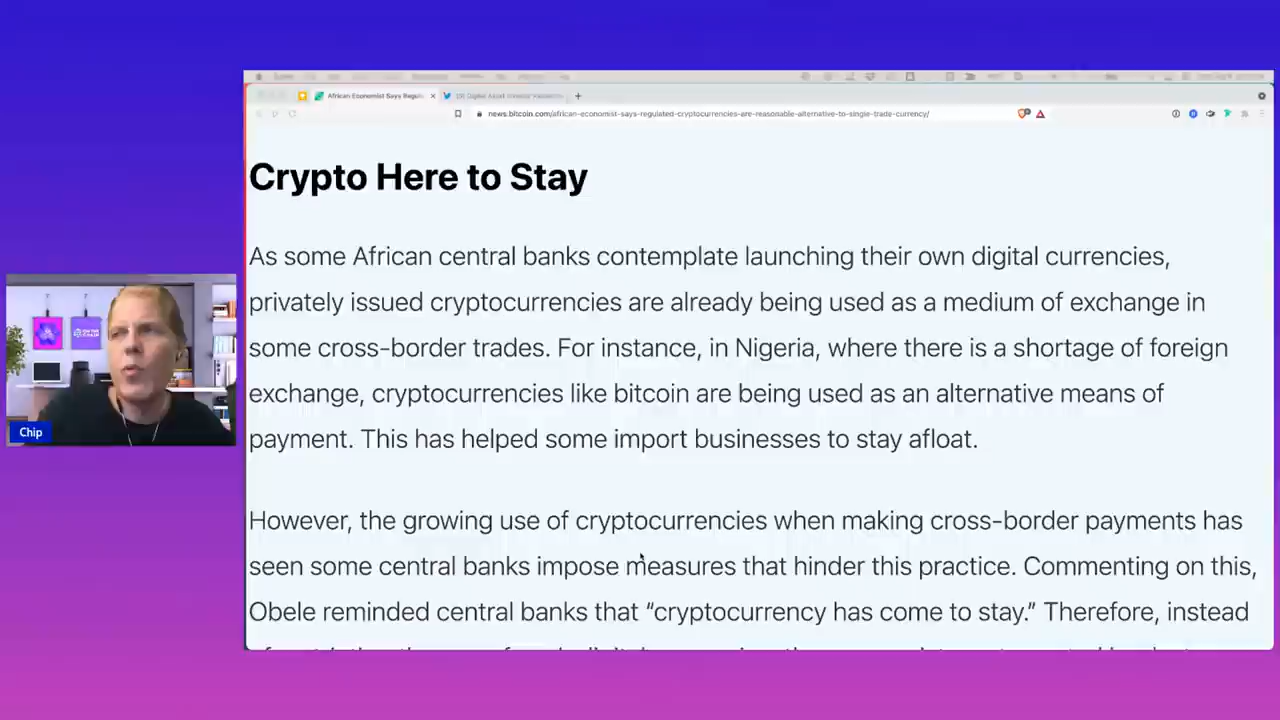 African Economist Says Regul
news.bitcoin.com/african-economist-says-regulated-cryptocurrencies-are-reasonable-alternative-to-single-trade-currency/
Crypto Here to Stay
As some African central banks contemplate launching their own digital currencies,
privately issued cryptocurrencies are already being used as a medium of exchange in
some cross-border trades. For instance, in Nigeria, where there is a shortage of foreign
exchange, cryptocurrencies like bitcoin are being used as an alternative means of
payment. This has helped some import businesses to stay afloat.
However, the growing use of cryptocurrencies when making cross-border payments has
seen some central banks impose measures that hinder this practice. Commenting on this,
Obele reminded central banks that “cryptocurrency has come to stay.” Therefore, instead
Chip